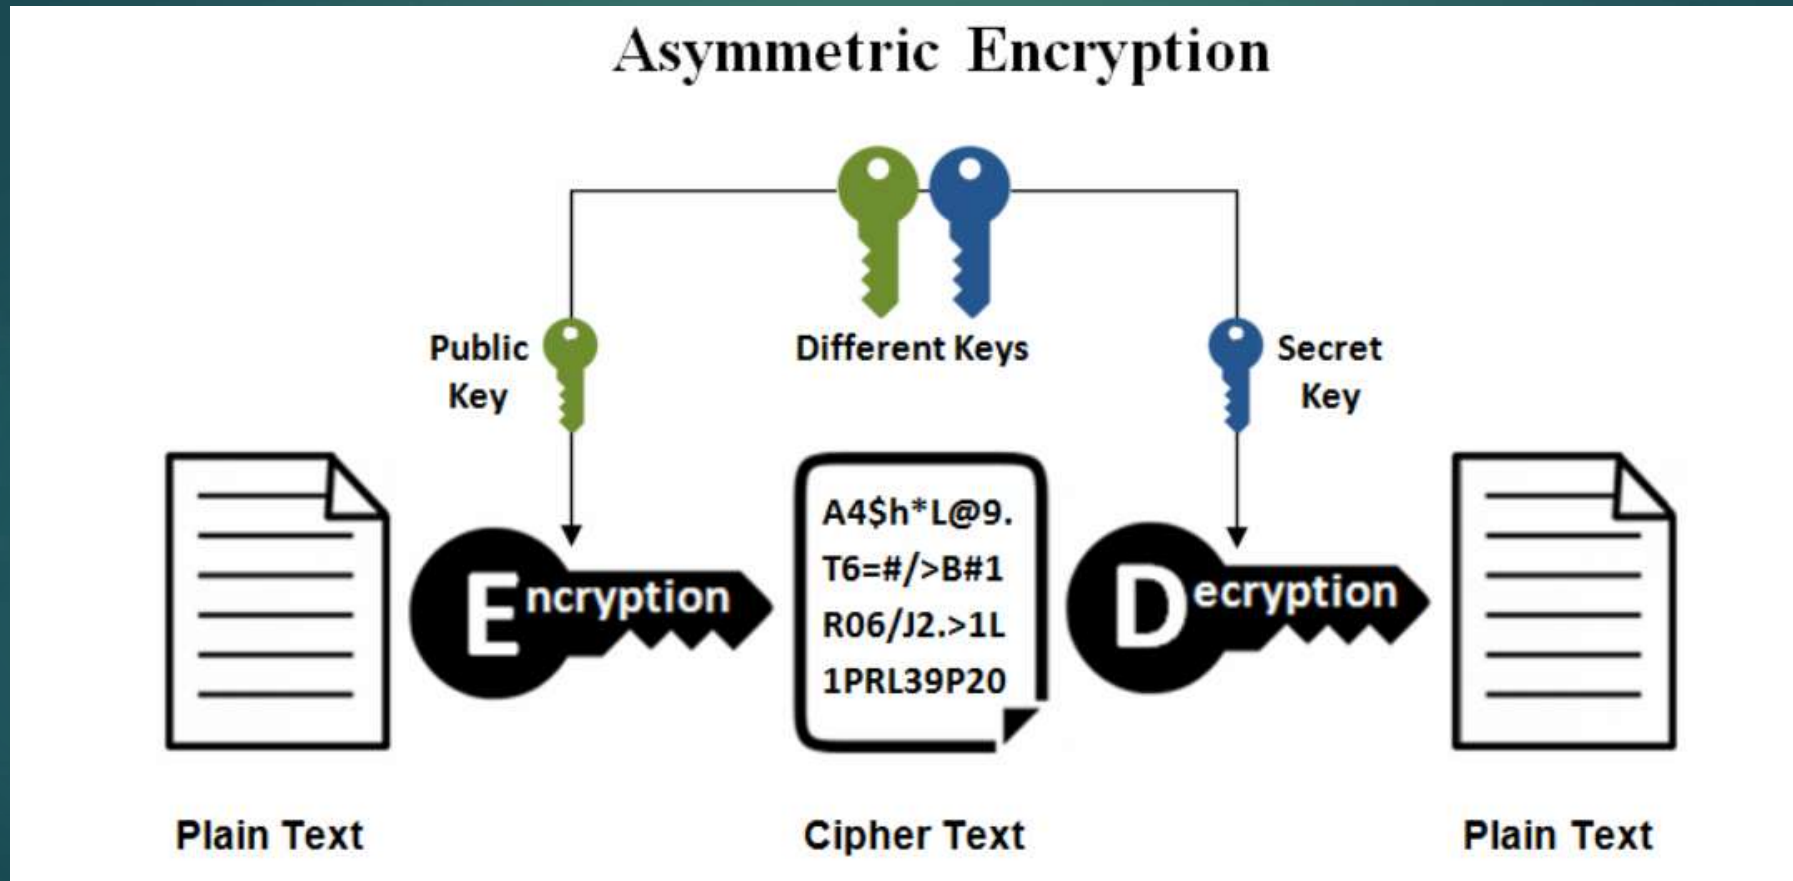 Asymmetric Encryption
Public
Key
Different Keys
Secret
Key
Encryption
A4$h*L@9.
T6=#/>B#1
R06/J2.>1L
1PRL39P20
Decryption
Plain Text
Cipher Text
Plain Text